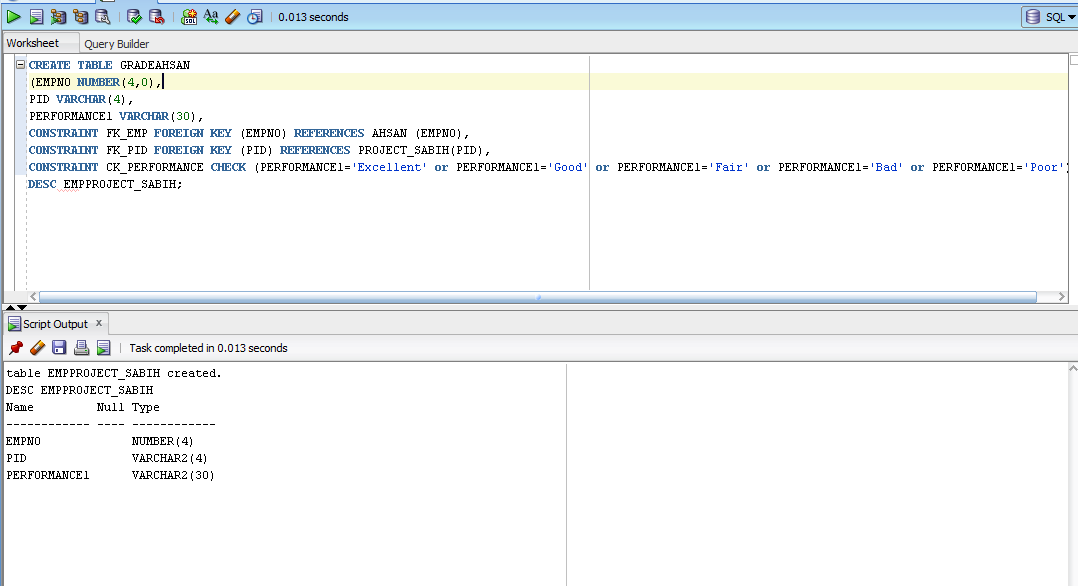 0.013 seconds
SQL
Worksheet
Query Builder
CREATE TABLE GRADEAHSAN
(EMPNO NUMBER(4,0),
PID VARCHAR(4),
PERFORMANCE1 VARCHAR(30),
CONSTRAINT FK_EMP FOREIGN KEY (EMPNO) REFERENCES AHSAN (EMPNO),
CONSTRAINT FK_PID FOREIGN KEY (PID) REFERENCES PROJECT_SABIH(PID),
CONSTRAINT CK_PERFORMANCE CHECK (PERFORMANCE1='Excellent' or PERFORMANCE1='Good' or PERFORMANCE1='Fair' or PERFORMANCE1='Bad' or PERFORMANCE1='Poor')
DESC EMPPROJECT_SABIH;
Script Output x
Task completed in 0.013 seconds
table EMPPROJECT_SABIH created.
DESC EMPPROJECT_SABIH
Name Null Type
------------ ---- ------------
EMPNO NUMBER(4)
PID VARCHAR2(4)
PERFORMANCE1 VARCHAR2(30)